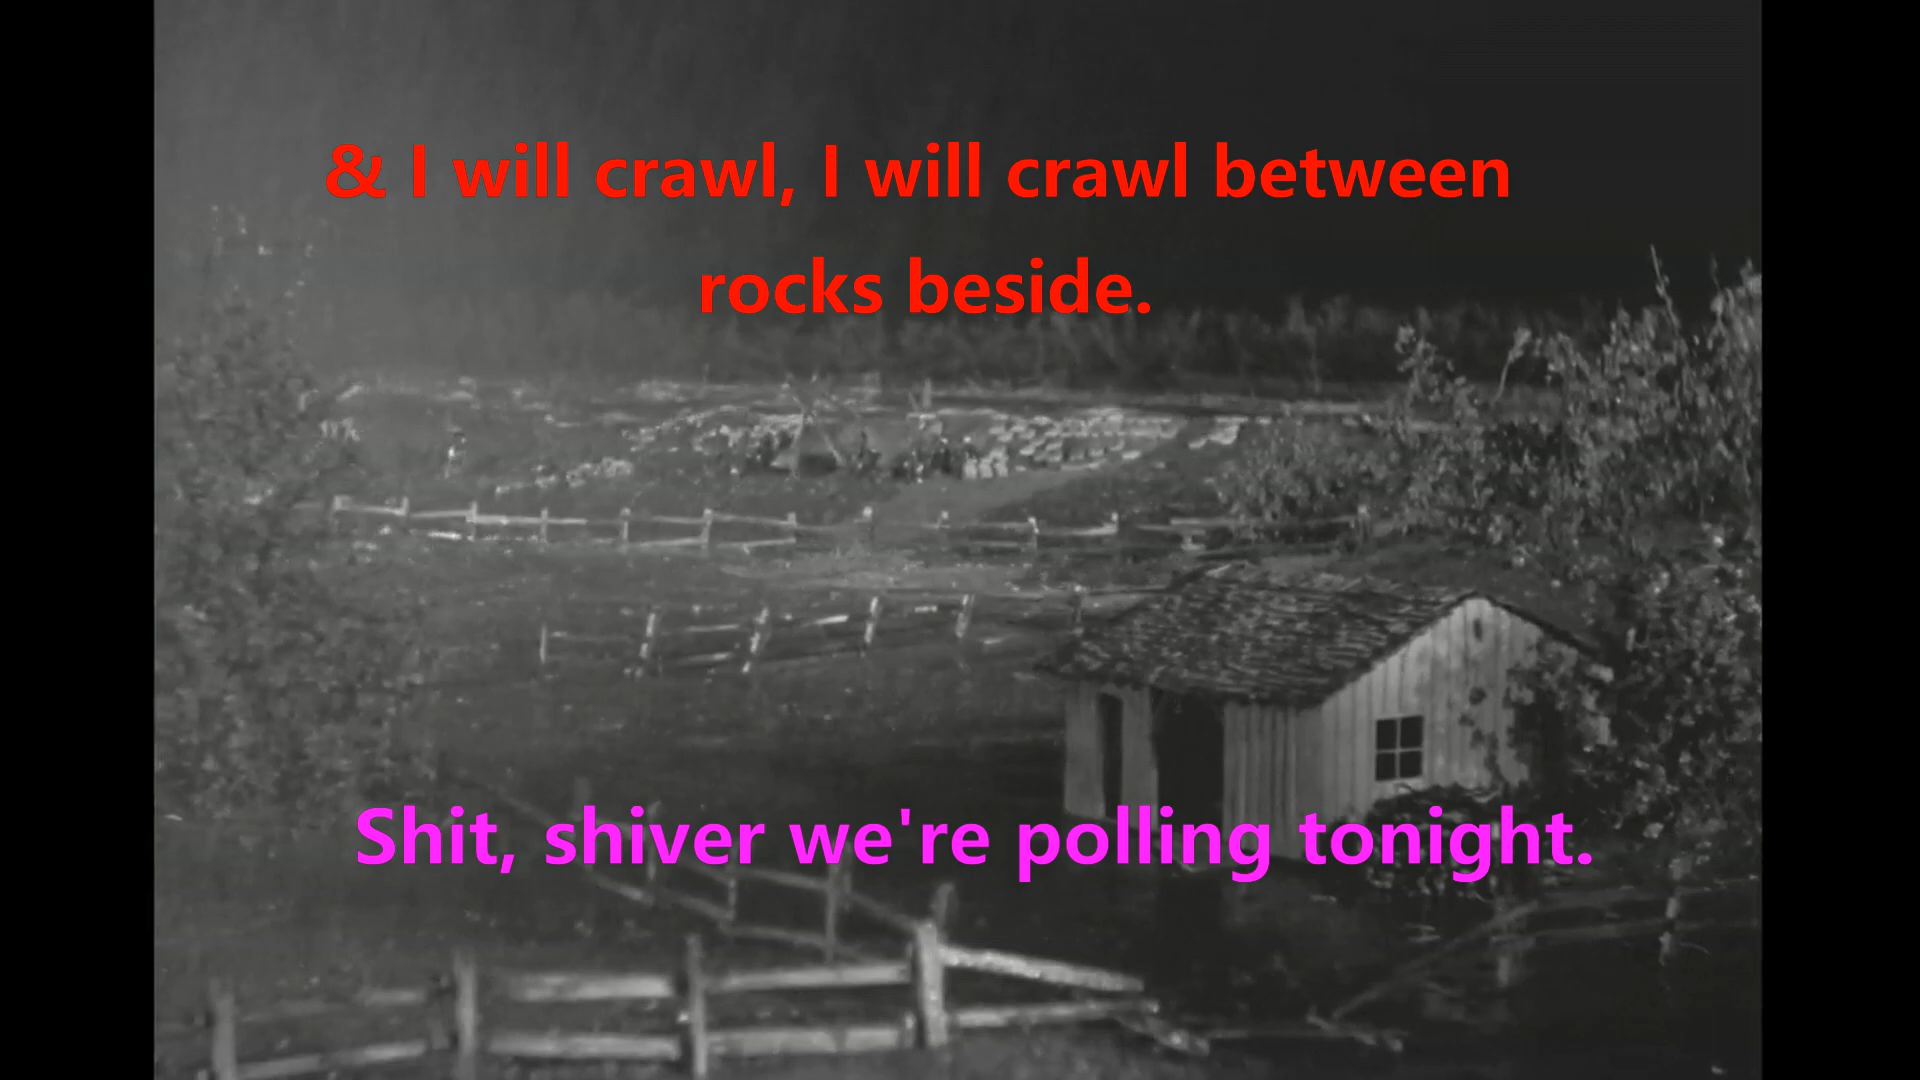 & I will crawl, I will crawl between
rocks beside.
Shit, shiver we're polling tonight.